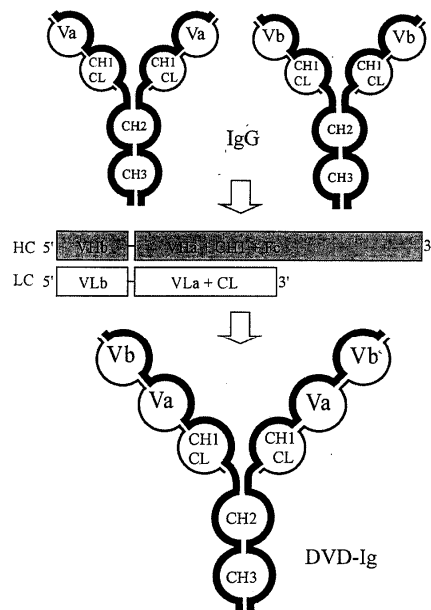 Va Va Vb Vb
CH1 CL CH1 CL CH1 CL CH1 CL
CH2 CH2
IgG
CH3 CH3
HC 5' VHb VHa + CH1 + Fc 3'
LC 5' VLb VLa + CL 3'
Vb Vb
Va Va
CH1 CL CH1 CL
CH2
DVD-Ig
CH3